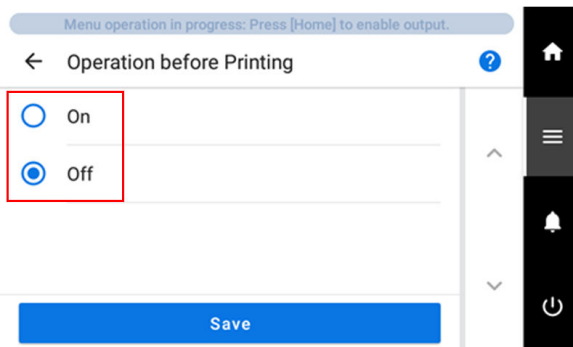 Menu operation in progress: Press [Home] to enable output.
Operation before Printing
?
On
Off
Save